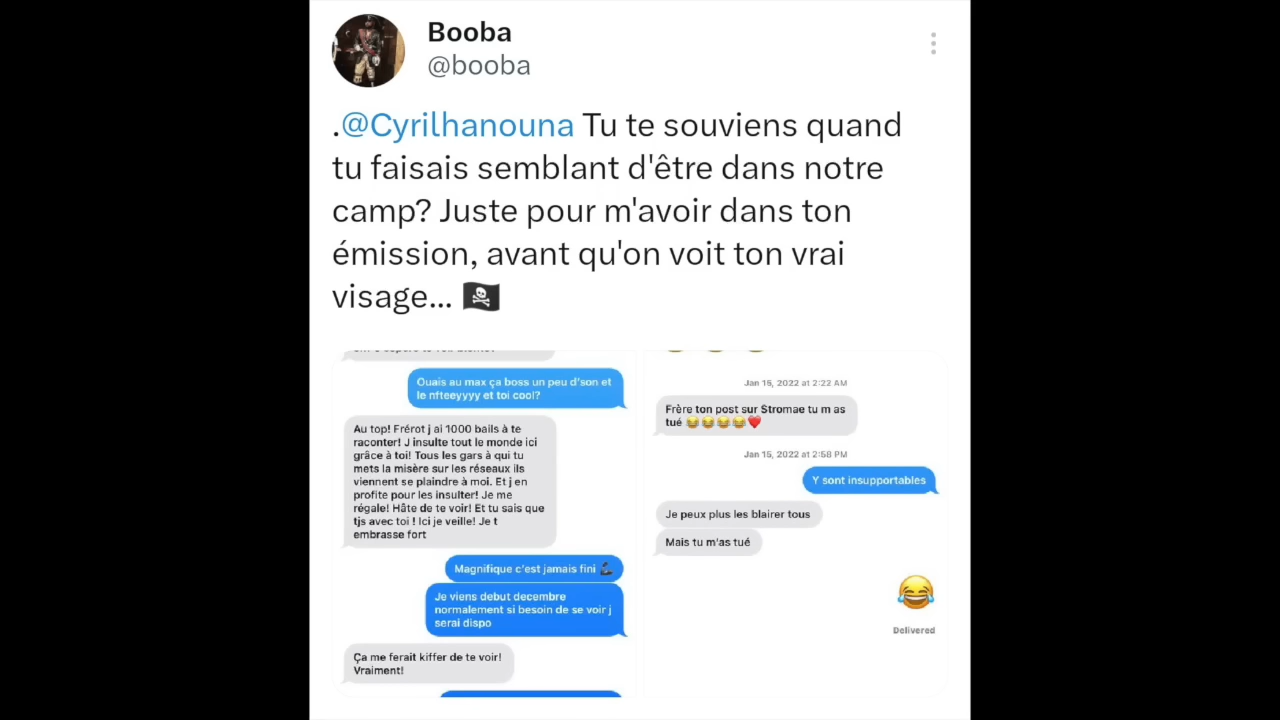 Booba
@booba
.@Cyrilhanouna Tu te souviens quand
tu faisais semblant d'être dans notre
camp? Juste pour m'avoir dans ton
émission, avant qu'on voit ton vrai
visage... 🏴‍☠️
Ouais au max ça boss un peu d'son et
le nfteeyyyy et toi cool?
Au top! Frérot j ai 1000 bails à te
raconter! J insulte tout le monde ici
grâce à toi! Tous les gars à qui tu
mets la misère sur les réseaux ils
viennent se plaindre à moi. Et j en
profite pour les insulter! Je me
régale! Hâte de te voir! Et tu sais que
tjs avec toi ! Ici je veille! Je t
embrasse fort
Magnifique c'est jamais fini
Je viens debut decembre
normalement si besoin de se voir j
serai dispo
Ça me ferait kiffer de te voir!
Vraiment!
Jan 15, 2022 at 2:22 AM
Frère ton post sur Stromae tu m as
tué 😂😂😂😂❤️
Jan 15, 2022 at 2:58 PM
Y sont insupportables
Je peux plus les blairer tous
Mais tu m'as tué
😂
Delivered